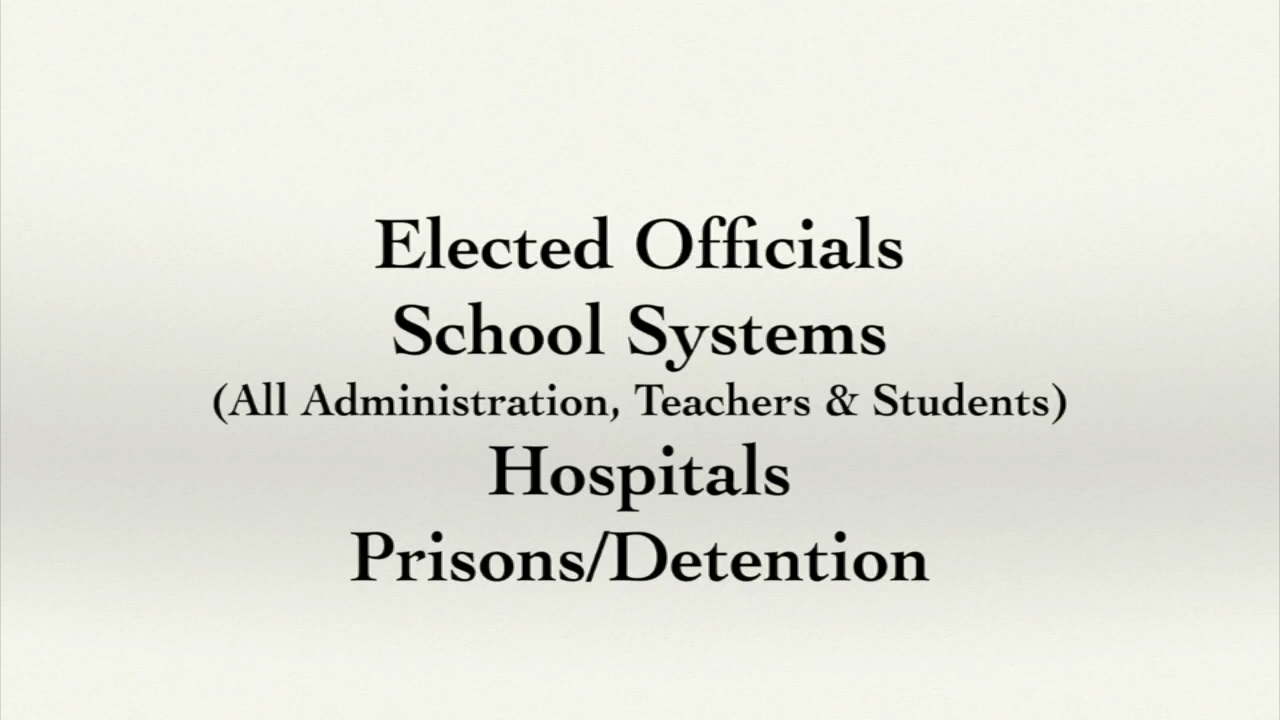 Elected Officials
School Systems
(All Administration, Teachers & Students)
Hospitals
Prisons/Detention